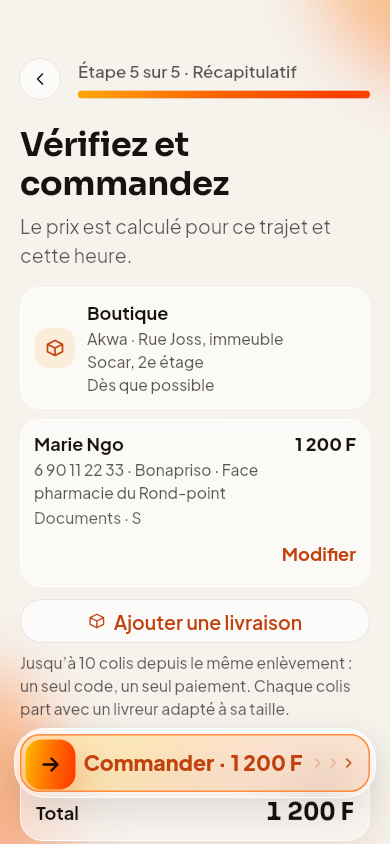 Étape 5 sur 5 · Récapitulatif
Vérifiez et
commandez
Le prix est calculé pour ce trajet et
cette heure.
Boutique
Akwa · Rue Joss, immeuble
Socar, 2e étage
Dès que possible
Marie Ngo
1 200 F
6 90 11 22 33 · Bonapriso · Face
pharmacie du Rond-point
Documents · S
Modifier
Ajouter une livraison
Jusqu’à 10 colis depuis le même enlèvement :
un seul code, un seul paiement. Chaque colis
part avec un livreur adapté à sa taille.
Commander · 1 200 F
Total
1 200 F